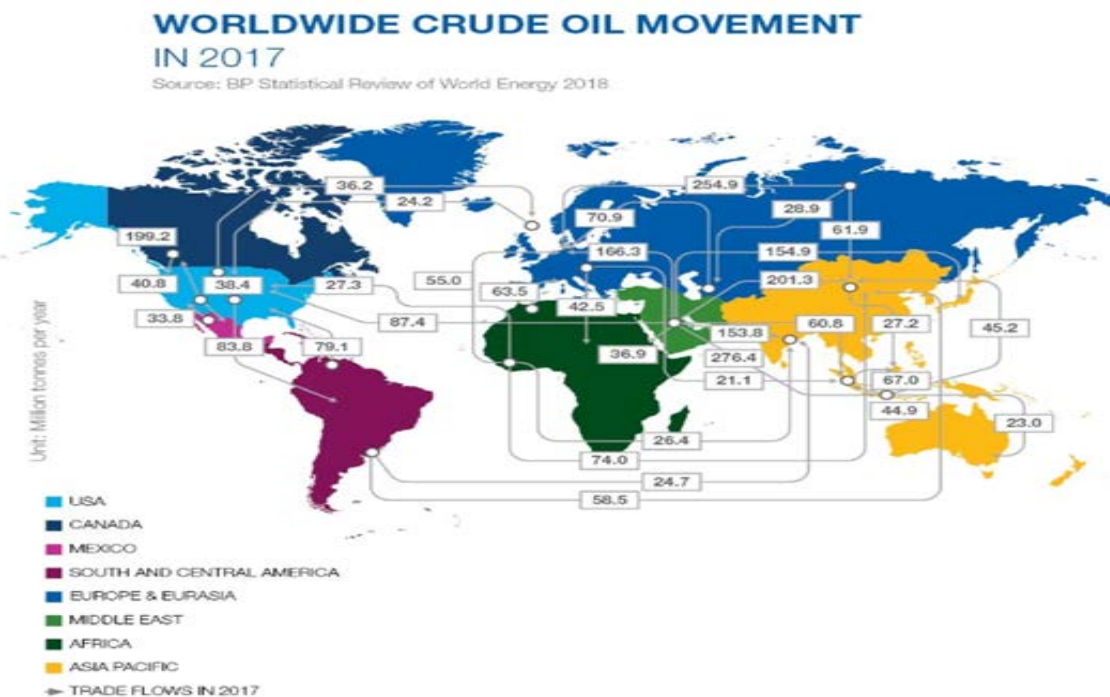 WORLDWIDE CRUDE OIL MOVEMENT
IN 2017
Source: BP Statistical Review of World Energy 2018
36.2
254.9
24.2
28.9
70.9
61.9
199.2
166.3
154.9
40.8
38.4
27.3
55.0
63.5
42.5
201.3
33.8
87.4
153.8
60.8
27.2
45.2
83.8
79.1
36.9
276.4
21.1
67.0
44.9
23.0
26.4
74.0
24.7
58.5
Unit: Million tonnes per year
USA
CANADA
MEXICO
SOUTH AND CENTRAL AMERICA
EUROPE & EURASIA
MIDDLE EAST
AFRICA
ASIA PACIFIC
TRADE FLOWS IN 2017